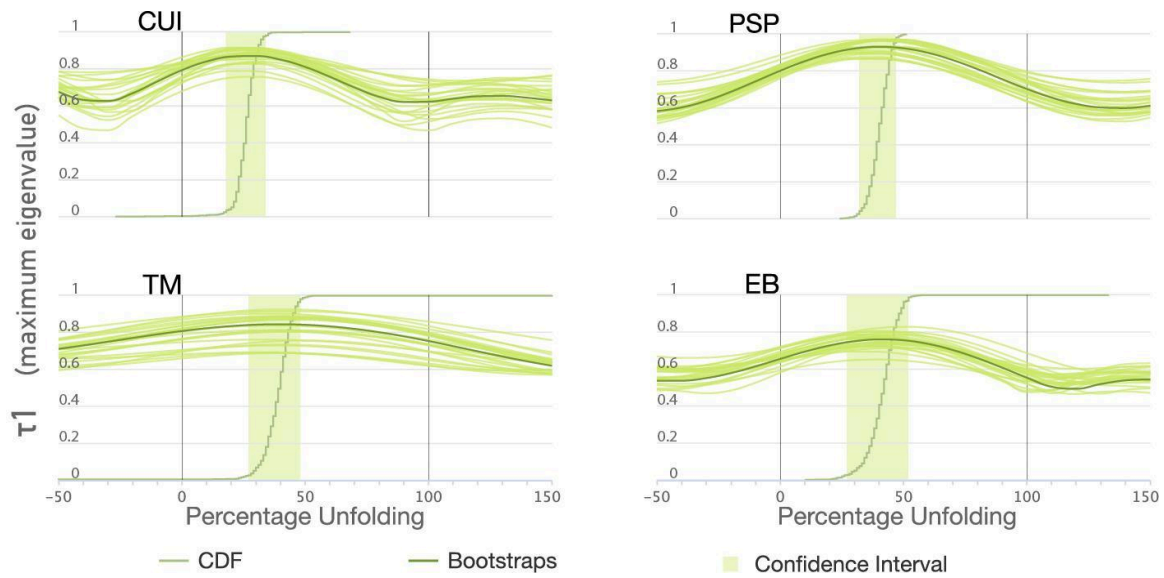 CUI
1
0.8
0.6
0.4
0.2
0
PSP
1
0.8
0.6
0.4
0.2
0
TM
1
0.8
0.6
0.4
0.2
0
-50 0 50 100 150
Percentage Unfolding
EB
1
0.8
0.6
0.4
0.2
0
-50 0 50 100 150
Percentage Unfolding
τ1 (maximum eigenvalue)
CDF Bootstraps Confidence Interval